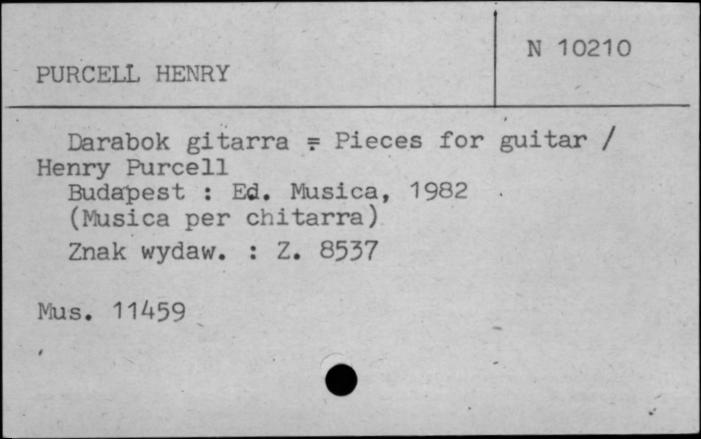 N 10210
PURCELL HENRY
Darabok gitarra = Pieces for guitar /
Henry Purcell
Budapest : Ed. Musica, 1982
(Musica per chitarra)
Znak wydaw. : Z. 8537
Mus. 11459